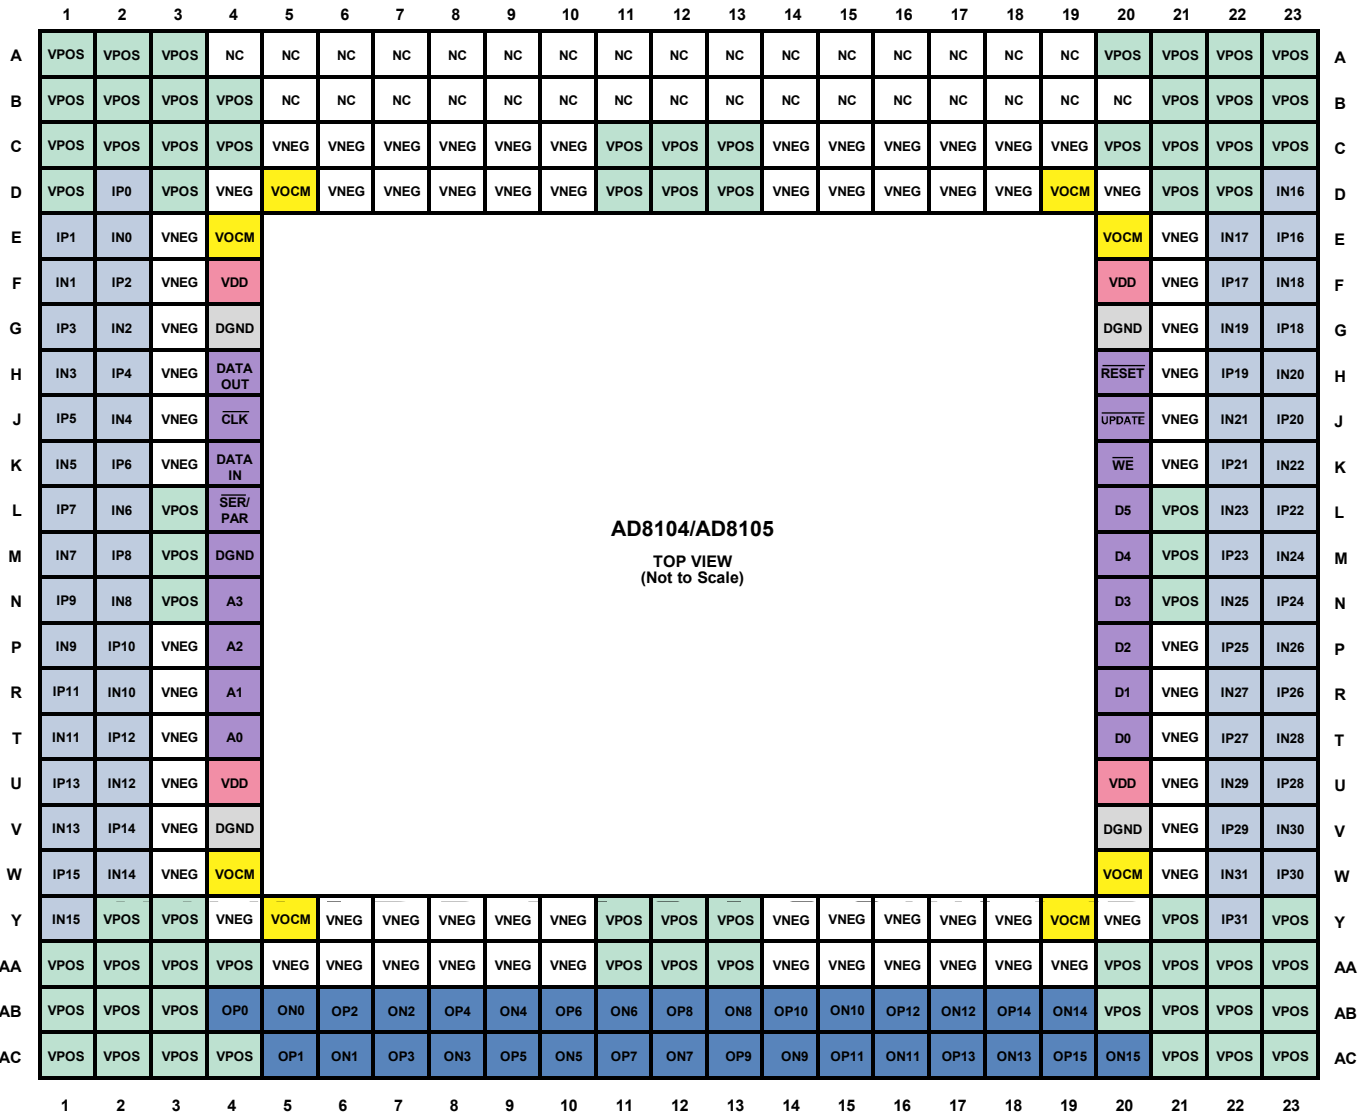 1 2 3 4 5 6 7 8 9 10 11 12 13 14 15 16 17 18 19 20 21 22 23
A VPOS VPOS VPOS NC NC NC NC NC NC NC NC NC NC NC NC NC NC NC NC VPOS VPOS VPOS VPOS A
B VPOS VPOS VPOS VPOS NC NC NC NC NC NC NC NC NC NC NC NC NC NC NC NC VPOS VPOS VPOS B
C VPOS VPOS VPOS VPOS VNEG VNEG VNEG VNEG VNEG VNEG VPOS VPOS VPOS VNEG VNEG VNEG VNEG VNEG VNEG VPOS VPOS VPOS VPOS C
D VPOS IP0 VPOS VNEG VOCM VNEG VNEG VNEG VNEG VNEG VPOS VPOS VPOS VNEG VNEG VNEG VNEG VNEG VOCM VNEG VPOS VPOS IN16 D
E IP1 IN0 VNEG VOCM VOCM VNEG IN17 IP16 E
F IN1 IP2 VNEG VDD VDD VNEG IP17 IN18 F
G IP3 IN2 VNEG DGND DGND VNEG IN19 IP18 G
H IN3 IP4 VNEG DATA OUT RESET VNEG IP19 IN20 H
J IP5 IN4 VNEG CLK UPDATE VNEG IN21 IP20 J
K IN5 IP6 VNEG DATA IN WE VNEG IP21 IN22 K
L IP7 IN6 VPOS SER/ PAR D5 VPOS IN23 IP22 L
AD8104/AD8105
M IN7 IP8 VPOS DGND D4 VPOS IP23 IN24 M
TOP VIEW
(Not to Scale)
N IP9 IN8 VPOS A3 D3 VPOS IN25 IP24 N
P IN9 IP10 VNEG A2 D2 VNEG IP25 IN26 P
R IP11 IN10 VNEG A1 D1 VNEG IN27 IP26 R
T IN11 IP12 VNEG A0 D0 VNEG IP27 IN28 T
U IP13 IN12 VNEG VDD VDD VNEG IN29 IP28 U
V IN13 IP14 VNEG DGND DGND VNEG IP29 IN30 V
W IP15 IN14 VNEG VOCM VOCM VNEG IN31 IP30 W
Y IN15 VPOS VPOS VNEG VOCM VNEG VNEG VNEG VNEG VNEG VPOS VPOS VPOS VNEG VNEG VNEG VNEG VNEG VOCM VNEG VPOS IP31 VPOS Y
AA VPOS VPOS VPOS VPOS VNEG VNEG VNEG VNEG VNEG VNEG VPOS VPOS VPOS VNEG VNEG VNEG VNEG VNEG VNEG VPOS VPOS VPOS VPOS AA
AB VPOS VPOS VPOS OP0 ON0 OP2 ON2 OP4 ON4 OP6 ON6 OP8 ON8 OP10 ON10 OP12 ON12 OP14 ON14 VPOS VPOS VPOS VPOS AB
AC VPOS VPOS VPOS VPOS OP1 ON1 OP3 ON3 OP5 ON5 OP7 ON7 OP9 ON9 OP11 ON11 OP13 ON13 OP15 ON15 VPOS VPOS VPOS AC
1 2 3 4 5 6 7 8 9 10 11 12 13 14 15 16 17 18 19 20 21 22 23